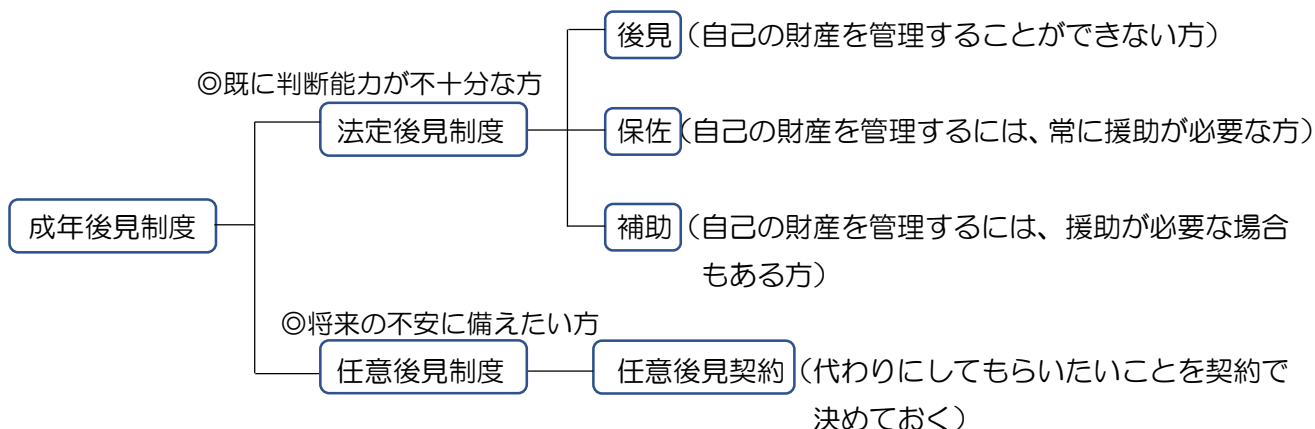 後見（自己の財産を管理することができない方）
◎既に判断能力が不十分な方
法定後見制度
保佐（自己の財産を管理するには、常に援助が必要な方）
成年後見制度
補助（自己の財産を管理するには、援助が必要な場合
もある方）
◎将来の不安に備えたい方
任意後見制度
任意後見契約（代わりにしてもらいたいことを契約で
決めておく）